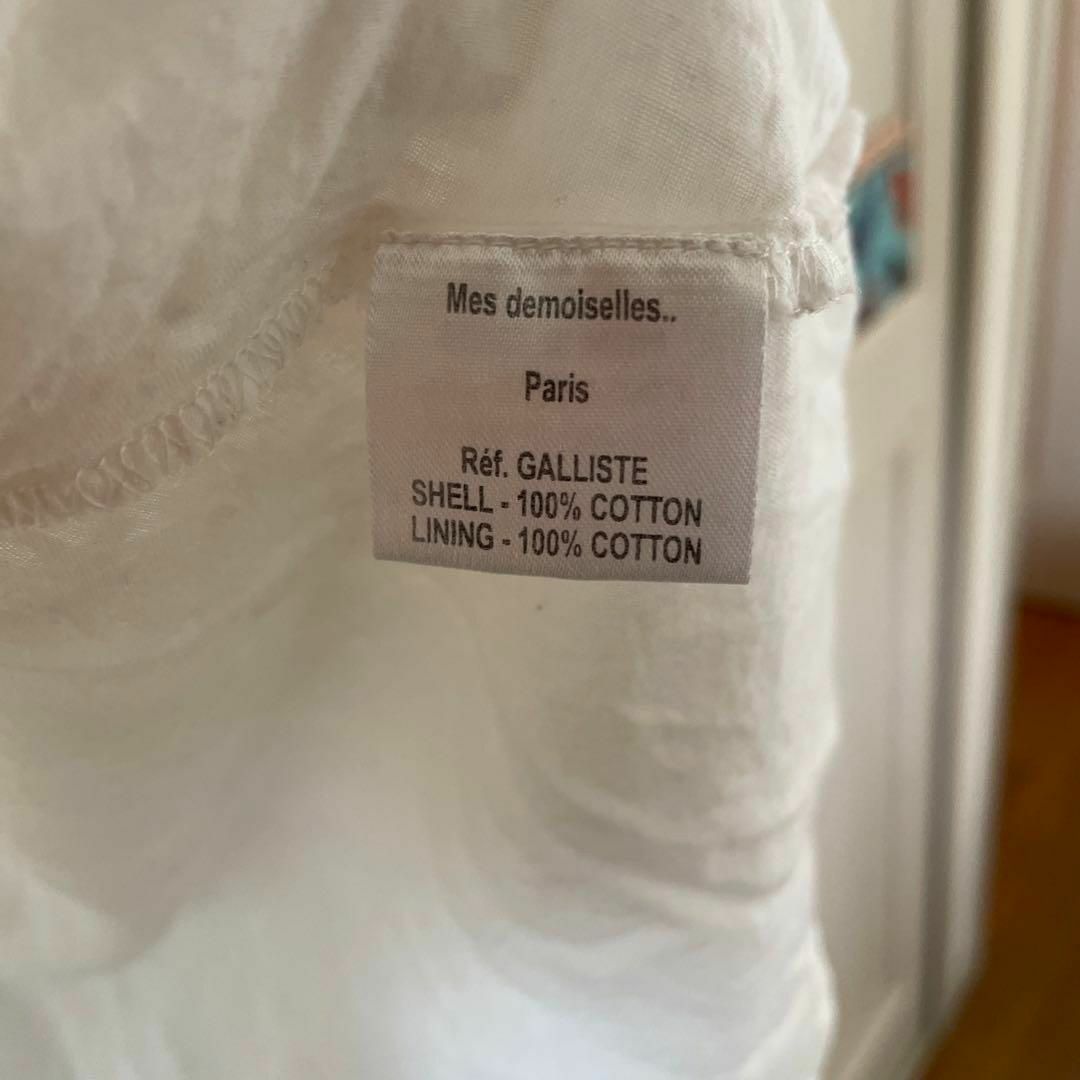 Mes demoiselles..
Paris
Réf. GALLISTE
SHELL - 100% COTTON
LINING - 100% COTTON